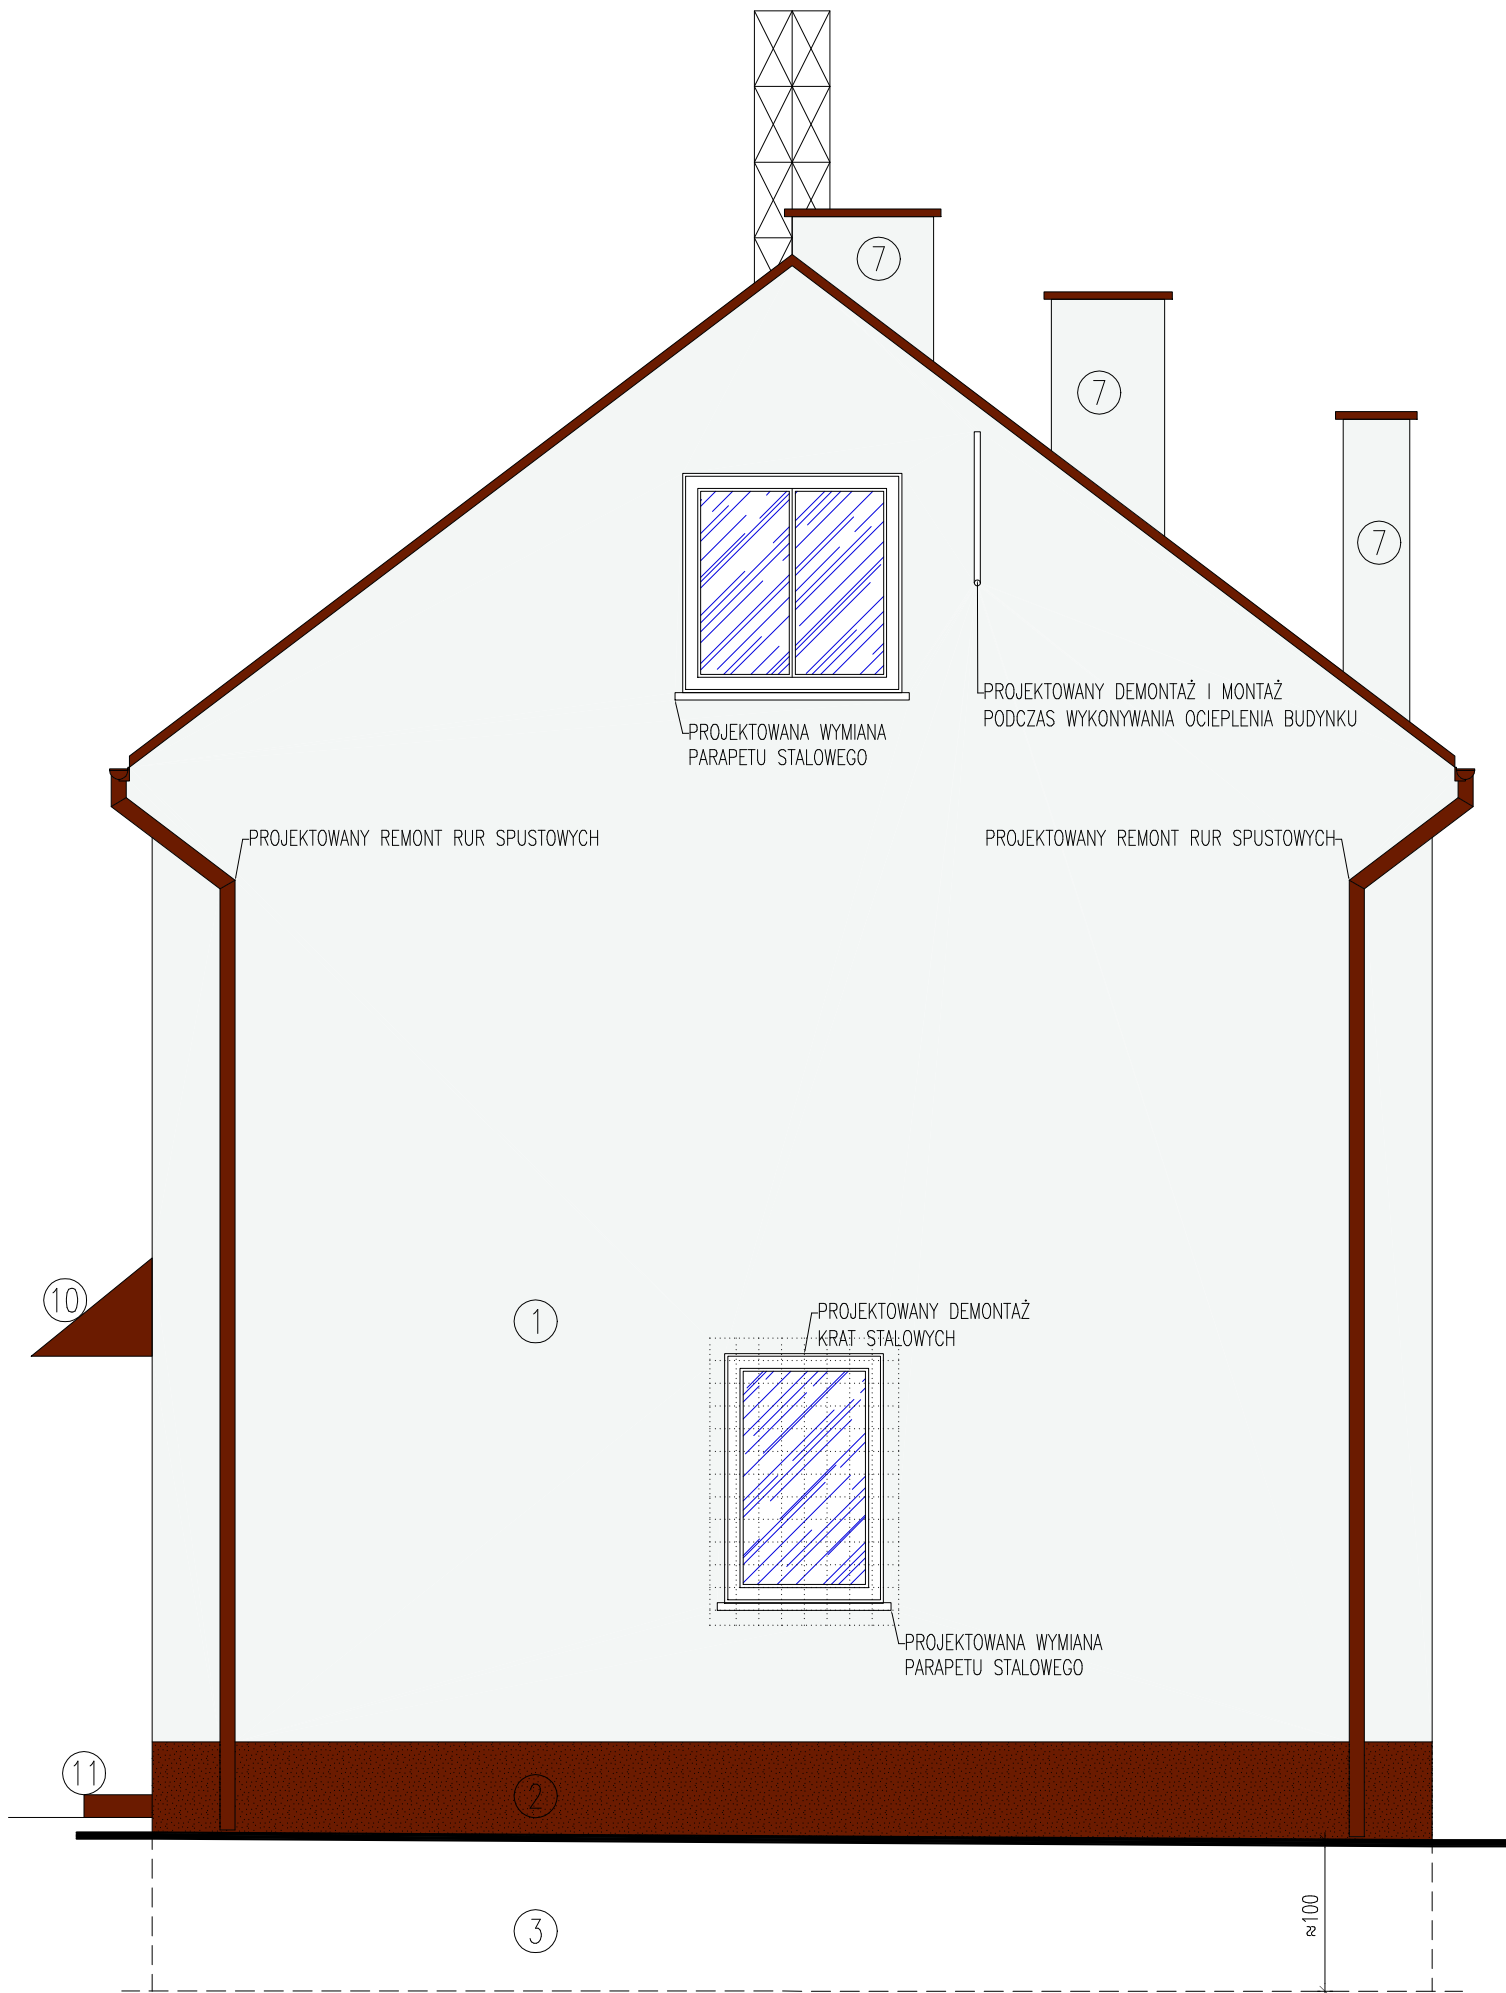 7
7
7
PROJEKTOWANY DEMONTAŻ I MONTAŻ
PODCZAS WYKONYWANIA OCIEPLENIA BUDYNKU
PROJEKTOWANA WYMIANA
PARAPETU STALOWEGO
PROJEKTOWANY REMONT RUR SPUSTOWYCH
PROJEKTOWANY REMONT RUR SPUSTOWYCH
10
1
PROJEKTOWANY DEMONTAŻ
KRAT STALOWYCH
PROJEKTOWANA WYMIANA
PARAPETU STALOWEGO
11
2
3
≈100